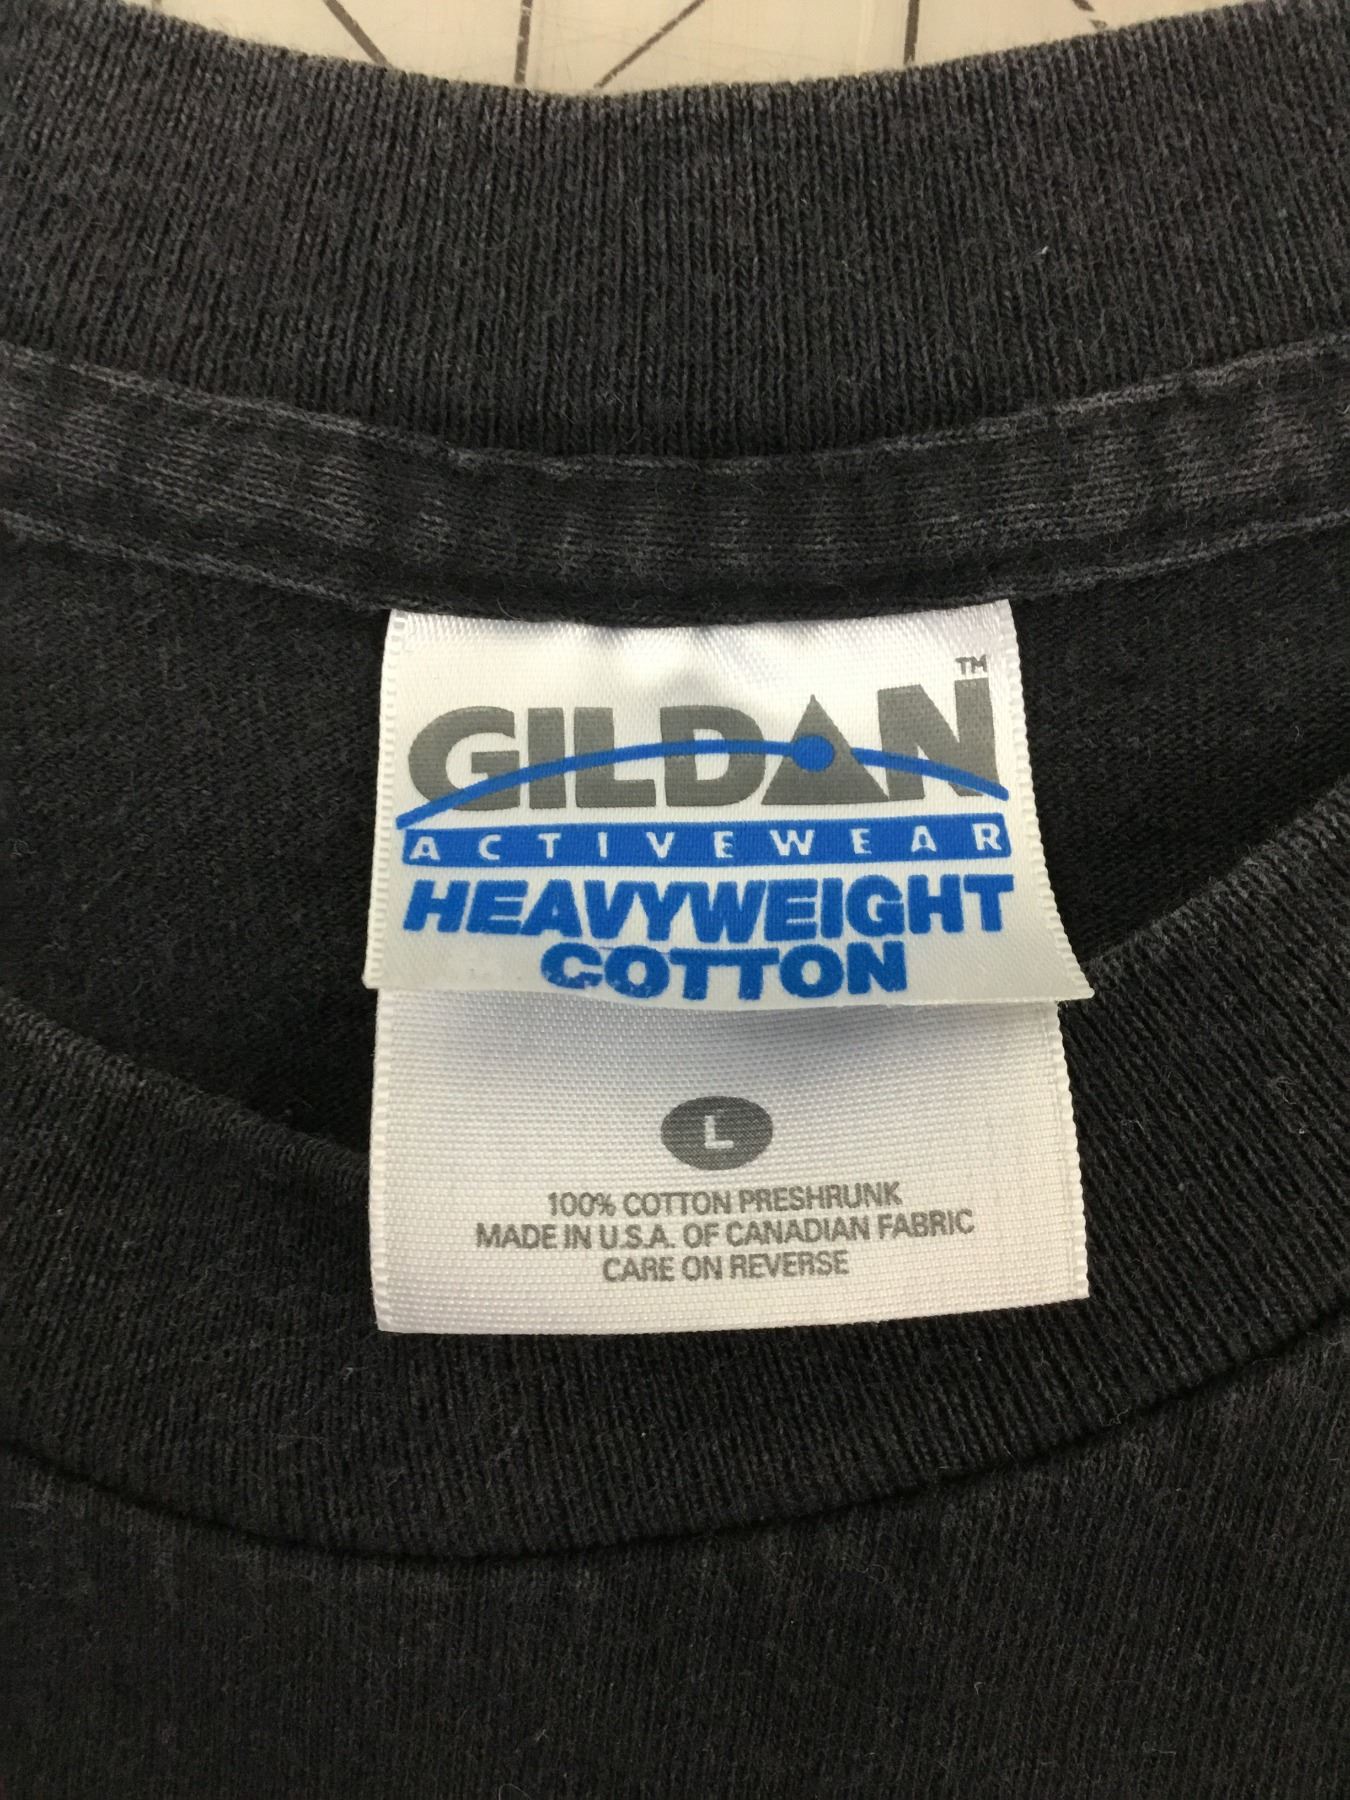 GILDAN™
ACTIVEWEAR
HEAVYWEIGHT
COTTON
L
100% COTTON PRESHRUNK
MADE IN U.S.A. OF CANADIAN FABRIC
CARE ON REVERSE